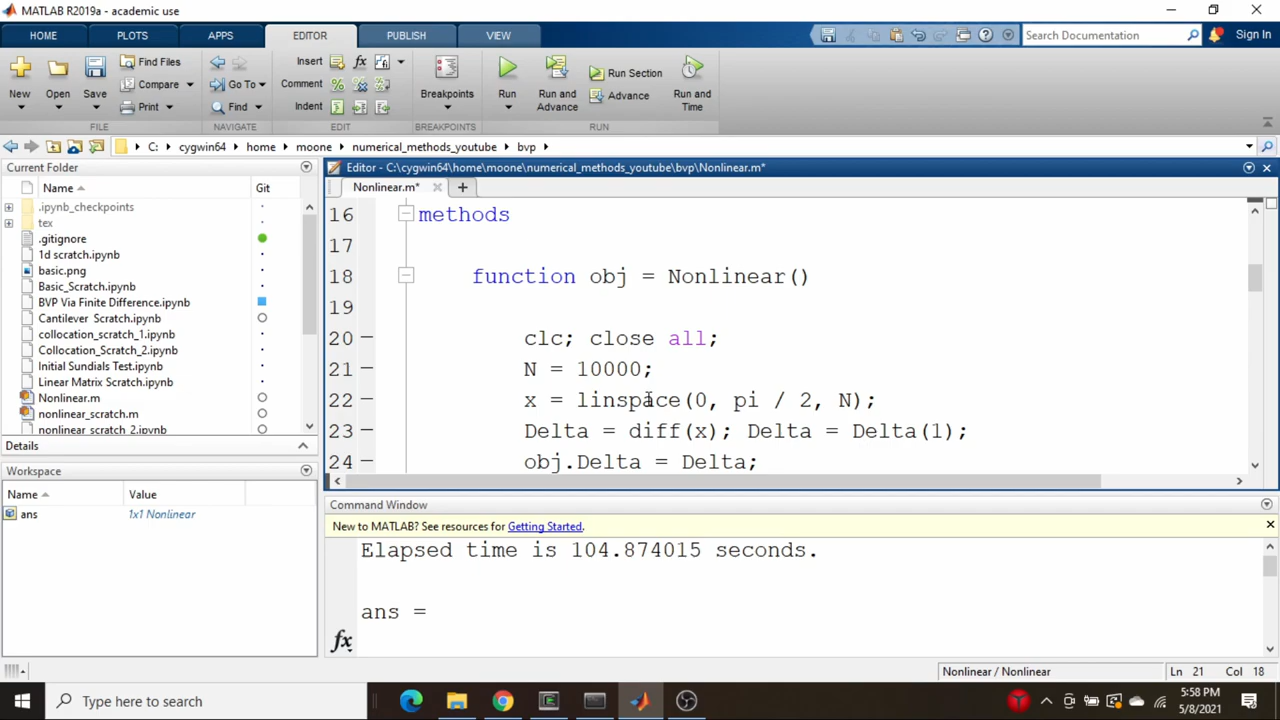 MATLAB R2019a - academic use
HOME PLOTS APPS EDITOR PUBLISH VIEW
Search Documentation
Sign In
New
Open
Save
Find Files
Compare
Print
FILE
Go To
Find
NAVIGATE
Insert fx
Comment
Indent
EDIT
Breakpoints
BREAKPOINTS
Run
Run and Advance
Run Section
Advance
Run and Time
RUN
C: cygwin64 home moone numerical_methods_youtube bvp
Current Folder
Name Git
.ipynb_checkpoints
tex
.gitignore
1d scratch.ipynb
basic.png
Basic_Scratch.ipynb
BVP Via Finite Difference.ipynb
Cantilever Scratch.ipynb
collocation_scratch_1.ipynb
Collocation_Scratch_2.ipynb
Initial Sundials Test.ipynb
Linear Matrix Scratch.ipynb
Nonlinear.m
nonlinear_scratch.m
nonlinear_scratch_2.ipynb
Details
Workspace
Name Value
ans 1x1 Nonlinear
Editor - C:\cygwin64\home\moone\numerical_methods_youtube\bvp\Nonlinear.m*
Nonlinear.m*
16 methods
17
18 function obj = Nonlinear()
19
20 clc; close all;
21 N = 10000;
22 x = linspace(0, pi / 2, N);
23 Delta = diff(x); Delta = Delta(1);
24 obj.Delta = Delta;
Command Window
New to MATLAB? See resources for Getting Started.
Elapsed time is 104.874015 seconds.
ans =
fx
Nonlinear / Nonlinear Ln 21 Col 18
Type here to search
5:58 PM
5/8/2021